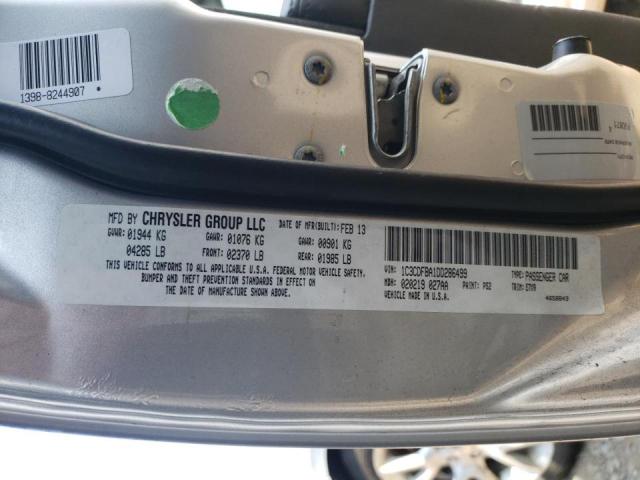 1398-8244907
MFD BY CHRYSLER GROUP LLC DATE OF MFR(BUILT): FEB 13
GVWR: 01944 KG GAWR: 01076 KG GAWR: 00901 KG
04285 LB FRONT: 02370 LB REAR: 01985 LB
THIS VEHICLE CONFORMS TO ALL APPLICABLE U.S.A. FEDERAL MOTOR VEHICLE SAFETY,
BUMPER AND THEFT PREVENTION STANDARDS IN EFFECT ON
THE DATE OF MANUFACTURE SHOWN ABOVE.
VIN: 1C3CDFBA1DD286499 TYPE: PASSENGER CAR
MDH: 020219 027AA PAINT: PS2 TRIM: E7X9
VEHICLE MADE IN U.S.A.